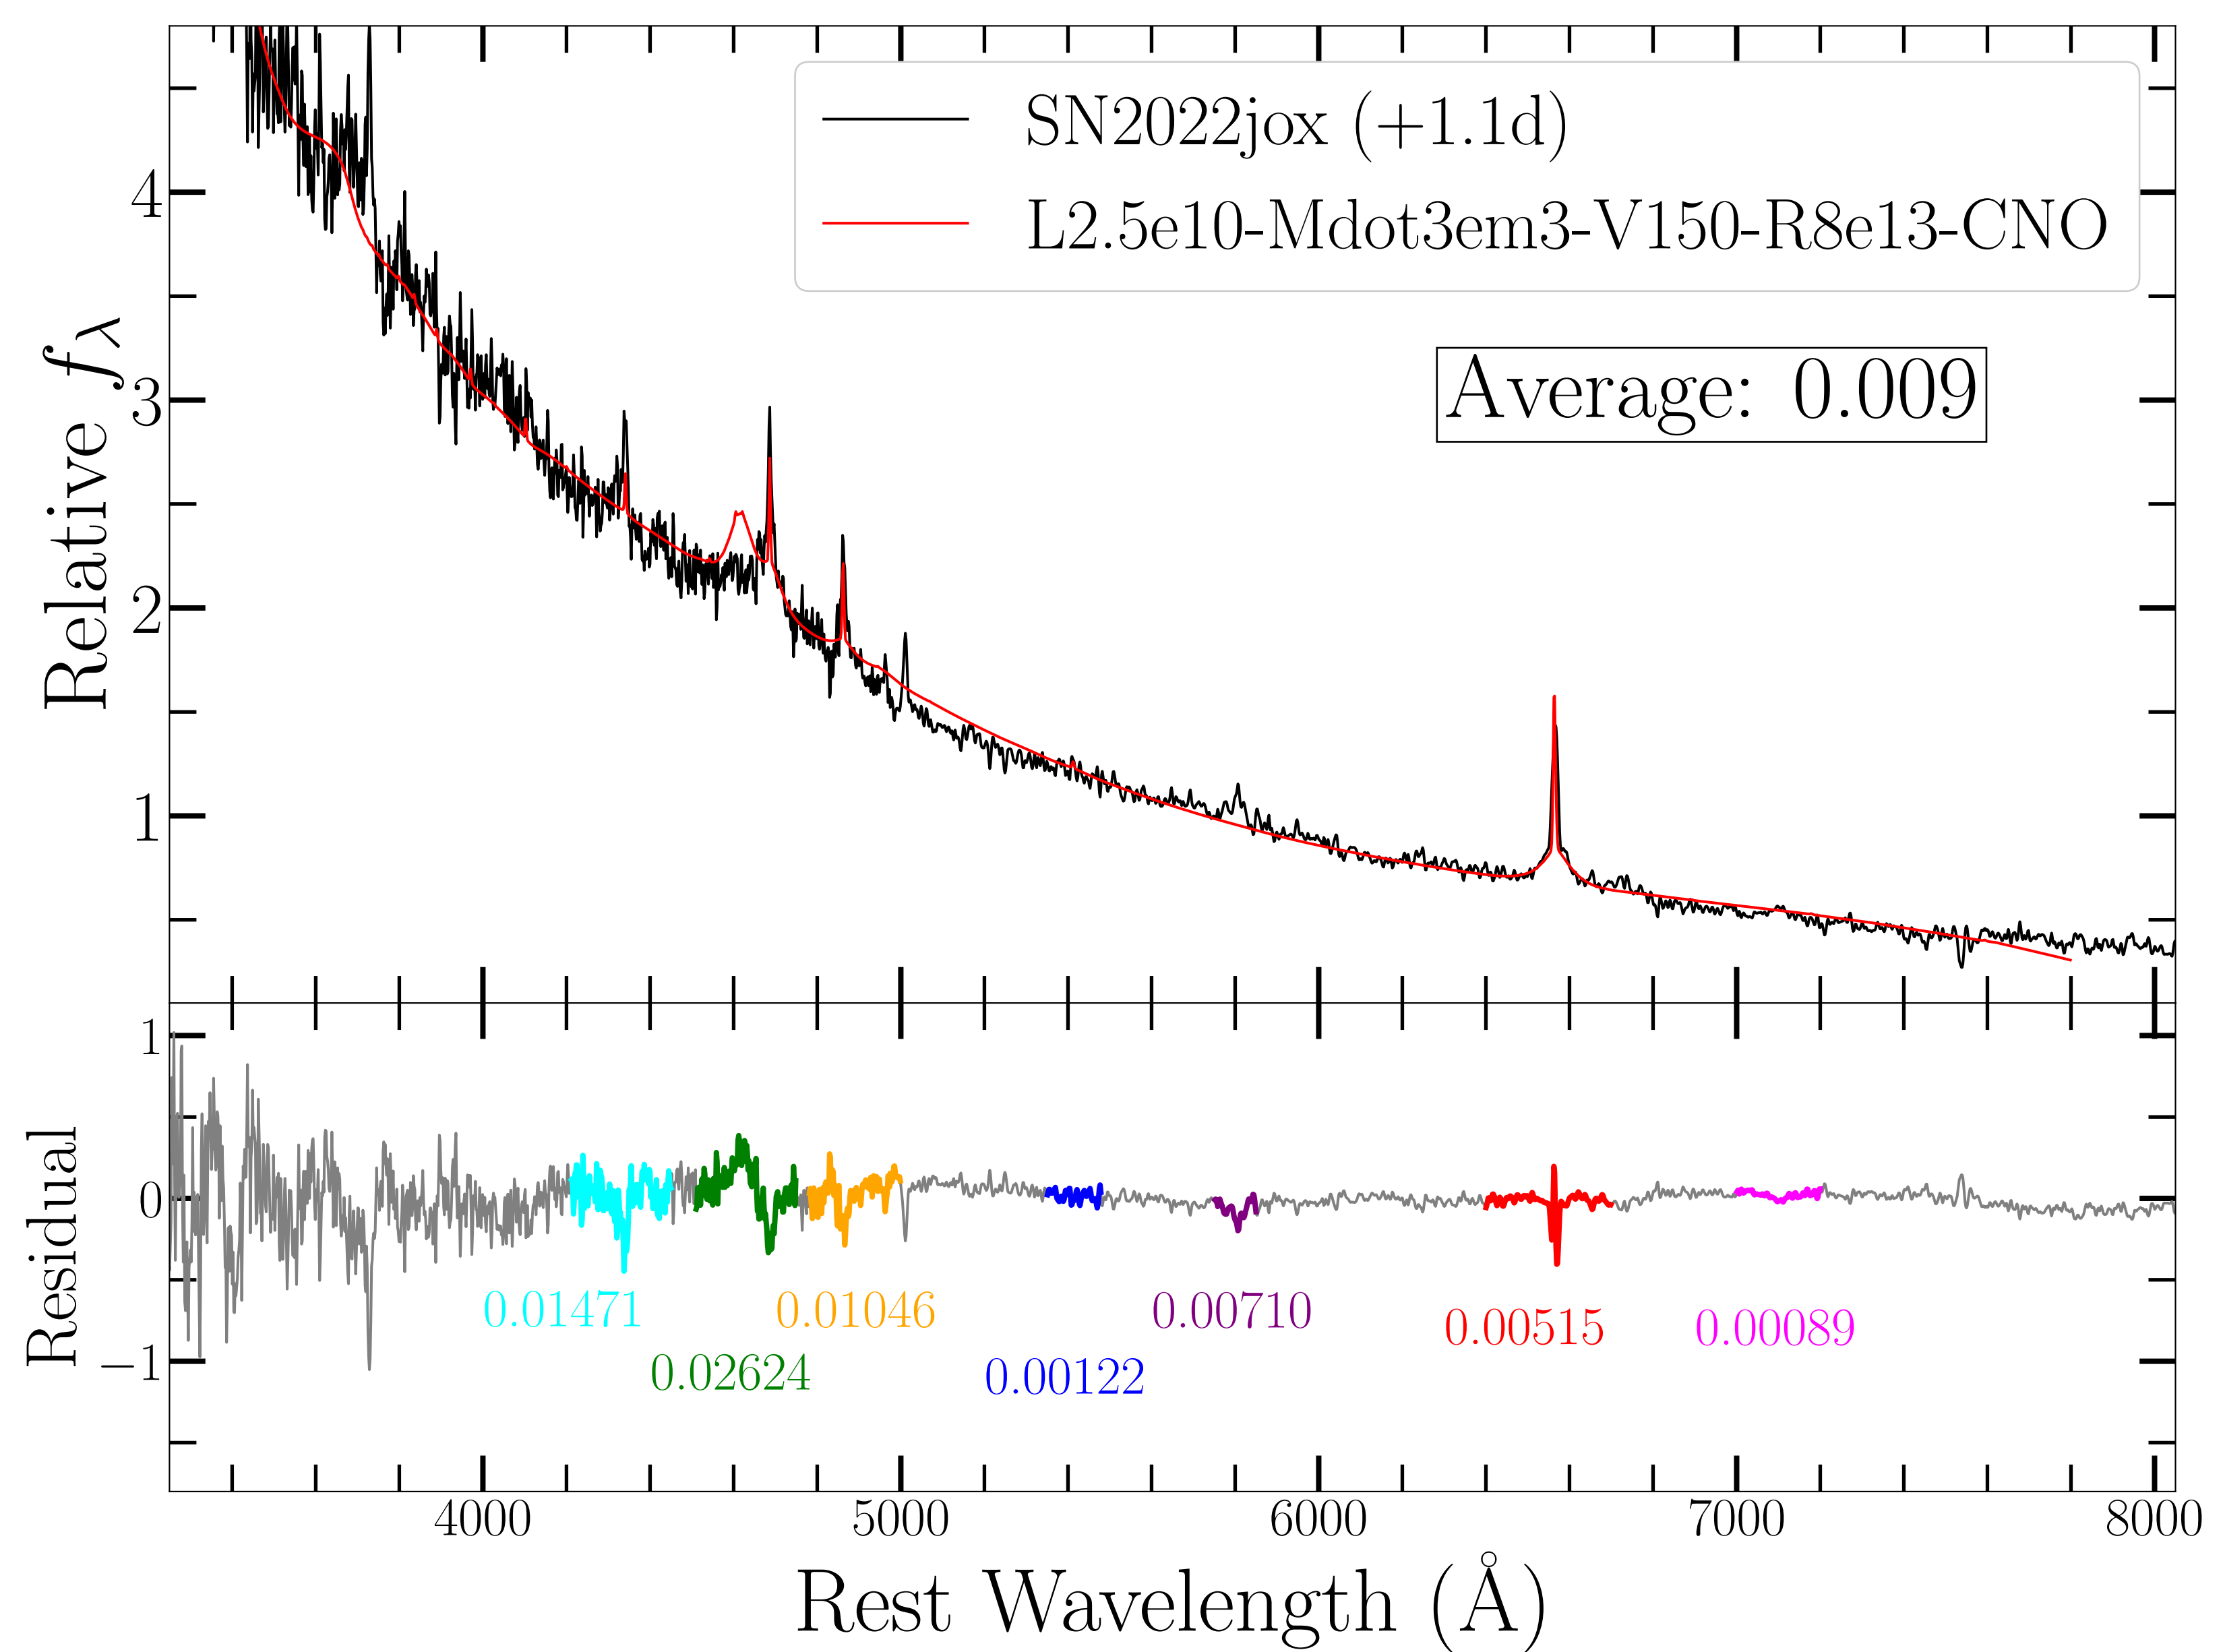 SN2022jox (+1.1d)
L2.5e10-Mdot3em3-V150-R8e13-CNO
Average: 0.009
Relative fλ
4
3
2
1
Residual
1
0
−1
0.01471
0.02624
0.01046
0.00122
0.00710
0.00515
0.00089
4000 5000 6000 7000 8000
Rest Wavelength (Å)